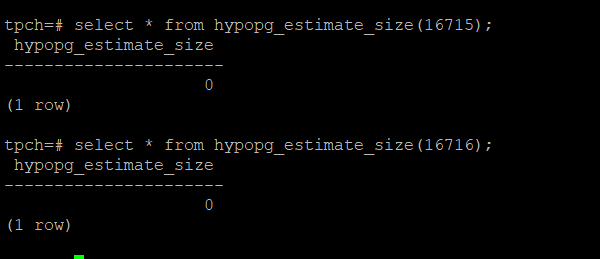 tpch=# select * from hypopg_estimate_size(16715);
 hypopg_estimate_size
----------------------
                    0
(1 row)

tpch=# select * from hypopg_estimate_size(16716);
 hypopg_estimate_size
----------------------
                    0
(1 row)